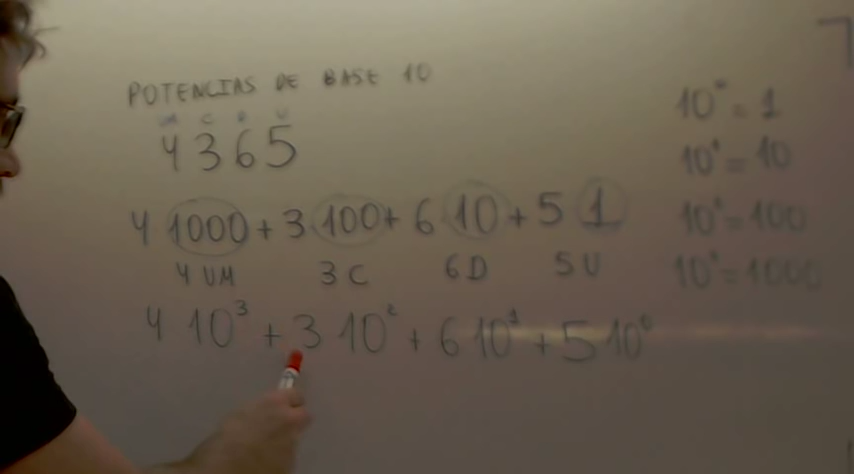 POTENCIAS DE BASE 10
UM C D U
4365
4 1000 + 3 100 + 6 10 + 5 1
4 UM 3 C 6 D 5 U
4 10³ + 3 10² + 6 10¹ + 5 10⁰
10⁰ = 1
10¹ = 10
10² = 100
10³ = 1000